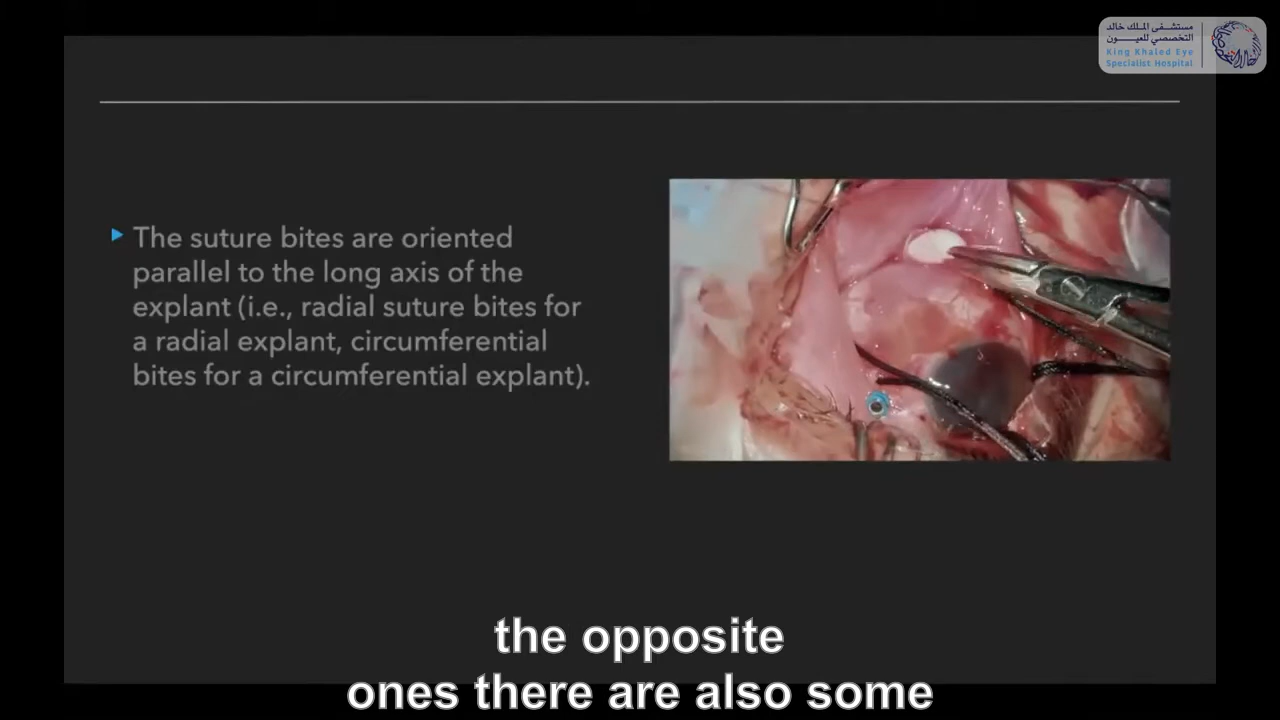 مستشفى الملك خالد
التخصصي للعيون
King Khaled Eye
Specialist Hospital
The suture bites are oriented
parallel to the long axis of the
explant (i.e., radial suture bites for
a radial explant, circumferential
bites for a circumferential explant).
the opposite
ones there are also some